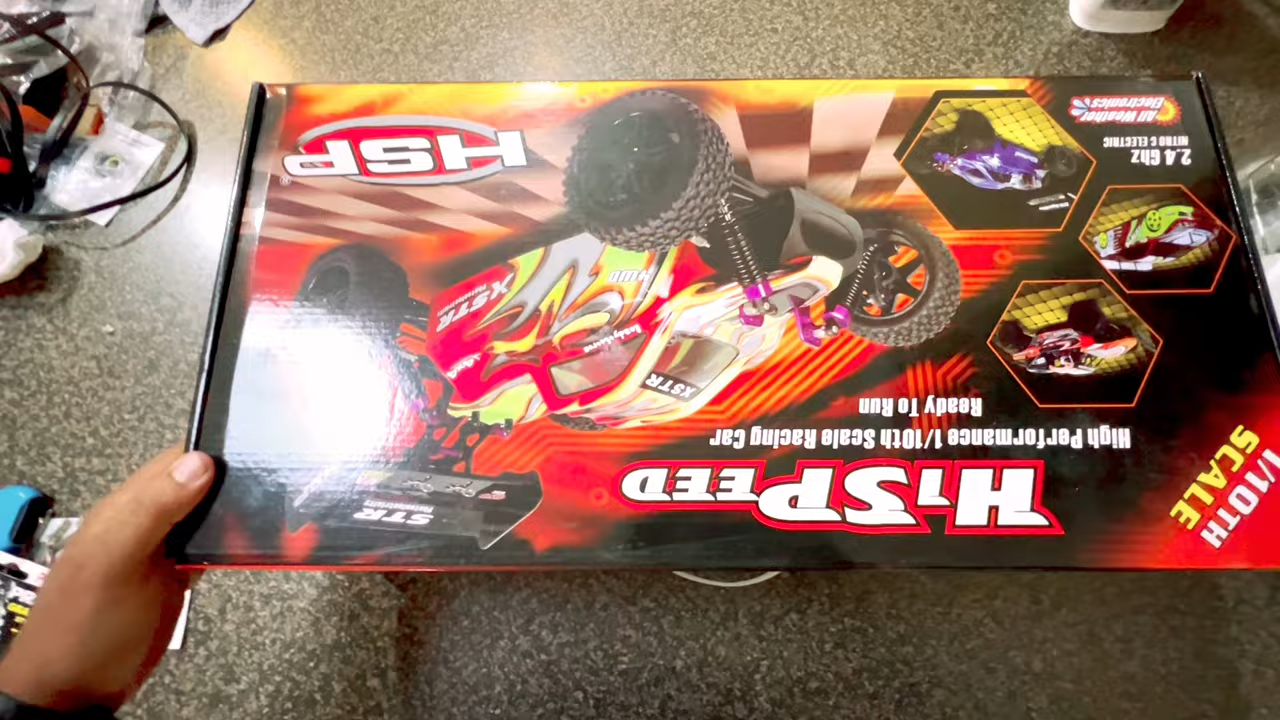 HiSPEED
High Performance 1/10th Scale Racing Car
Ready To Run
1/10TH
SCALE
HSP
®
2.4 Ghz
NITRO & ELECTRIC
All Weather
Electronics
XSTR
XSTR
4WD
STR